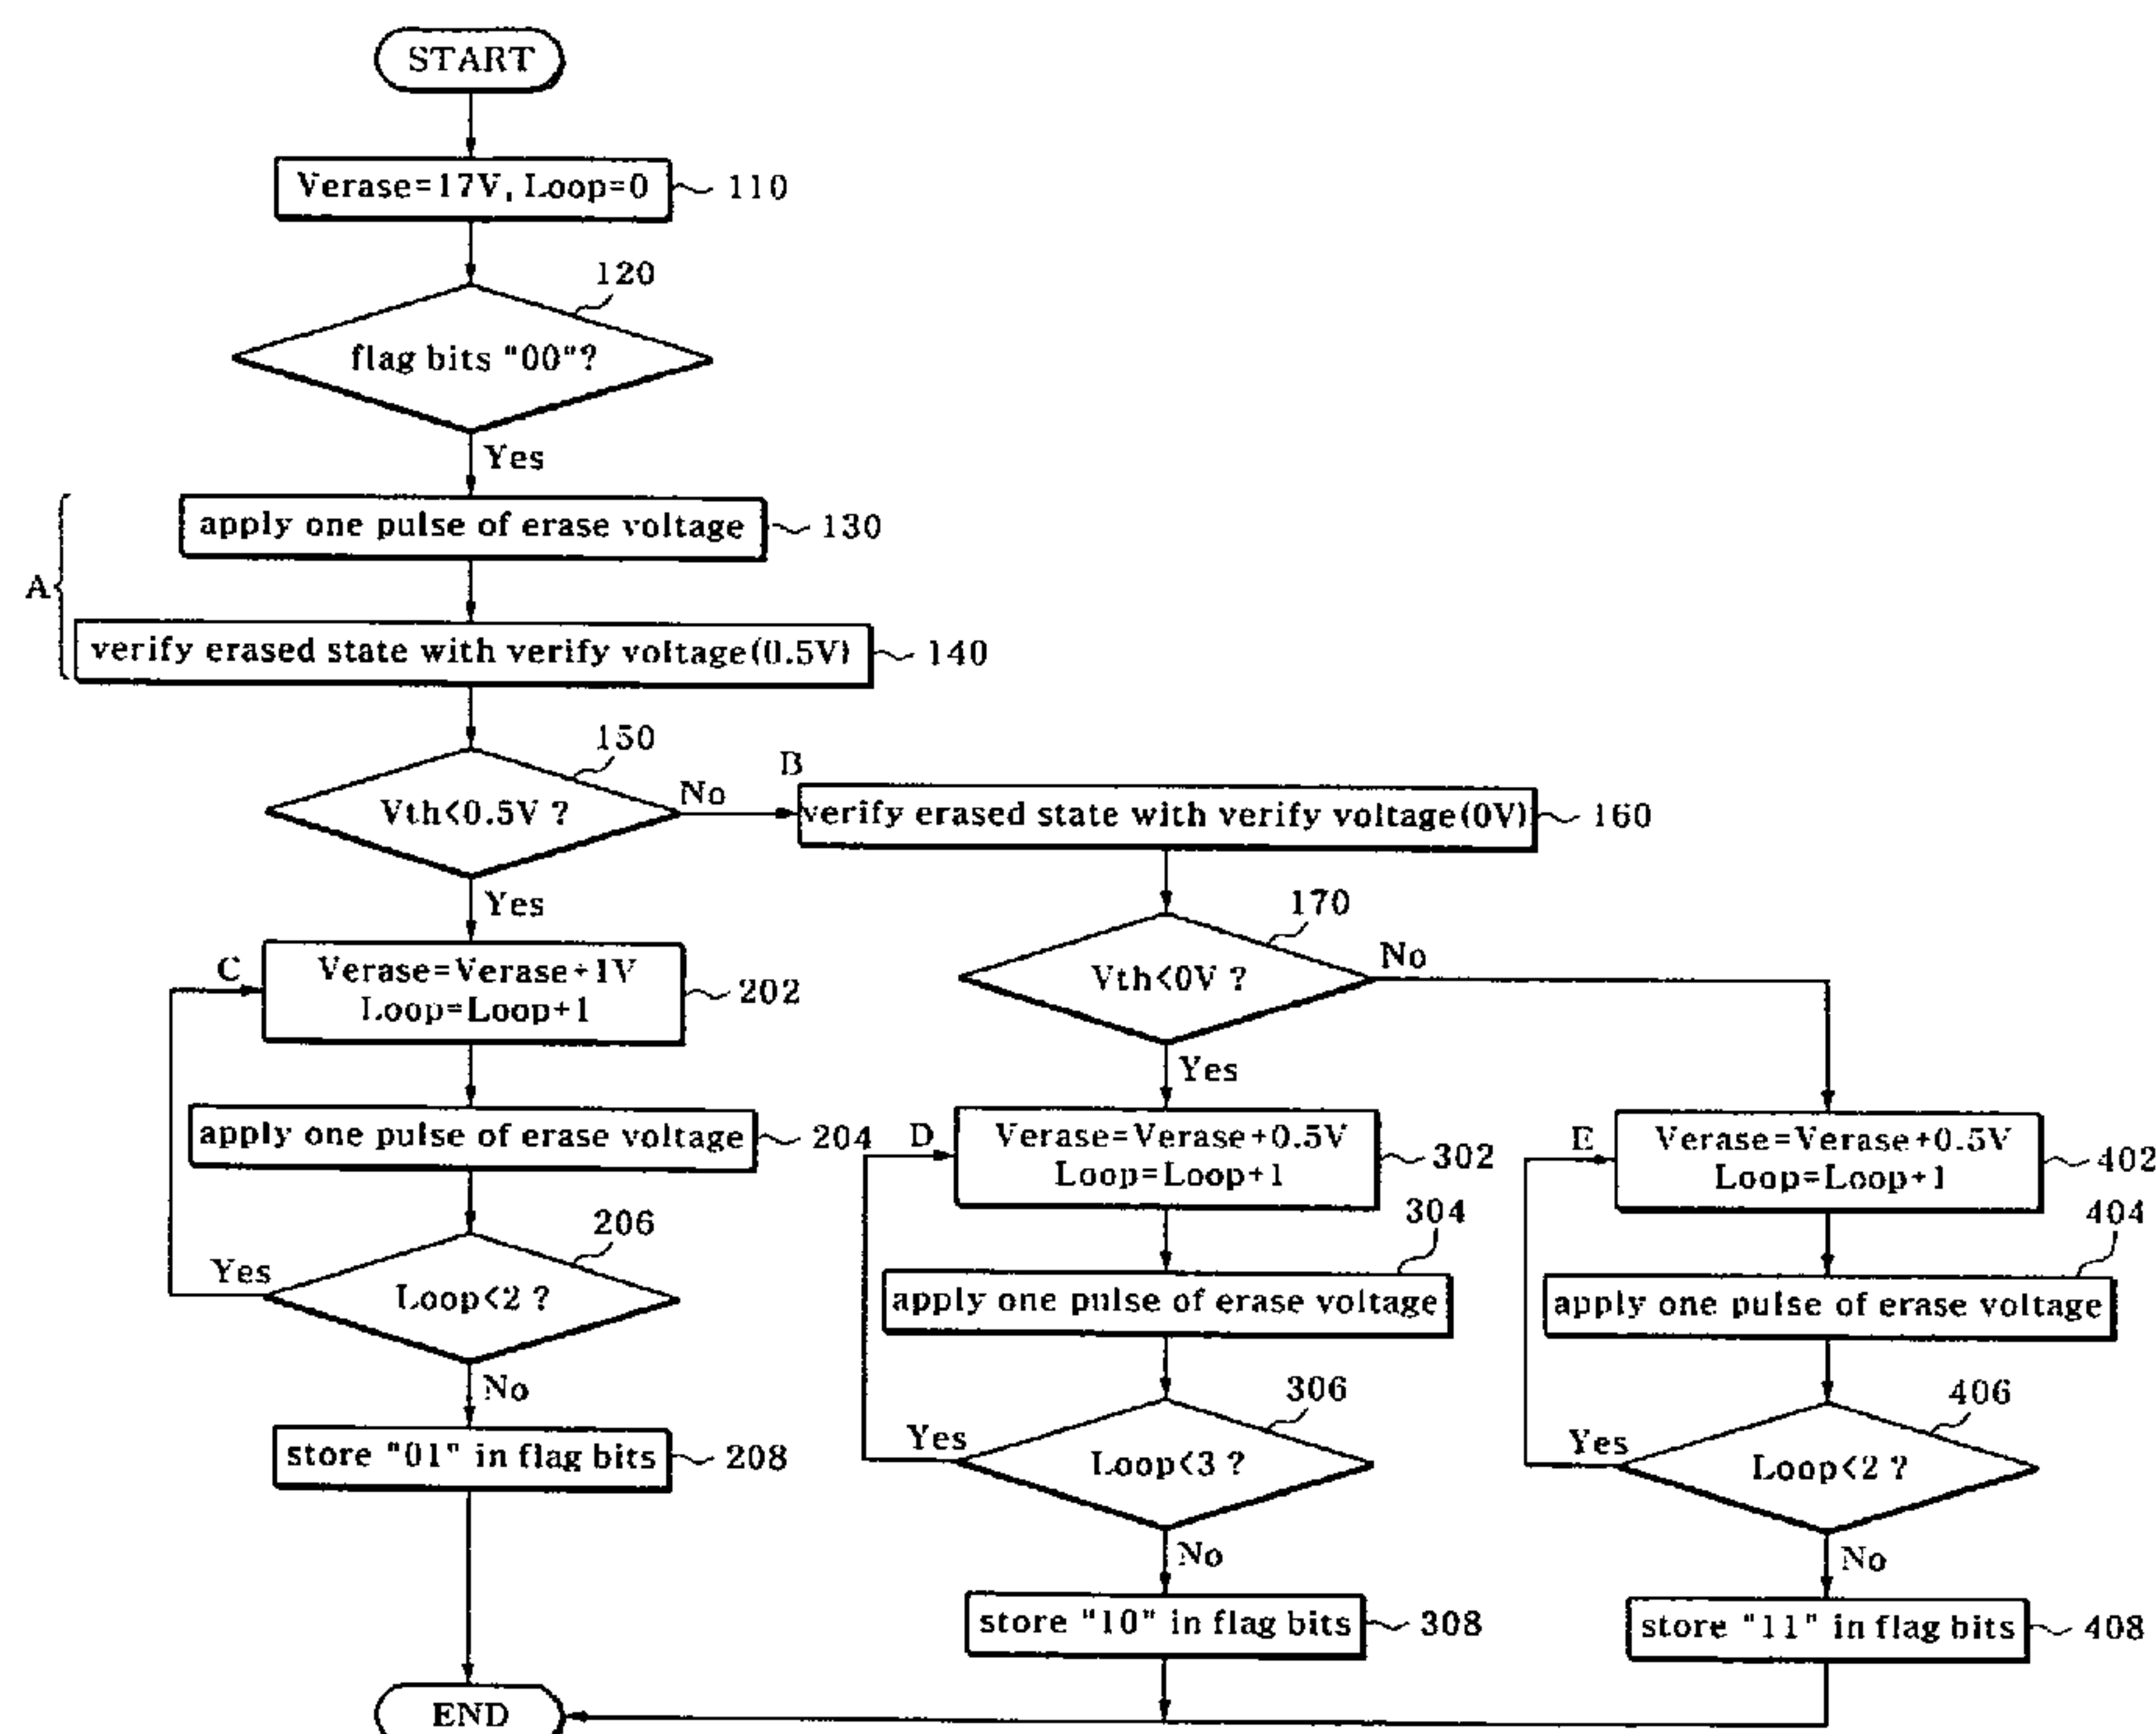 START
Verase=17V, Loop=0
110
120
flag bits "00"?
Yes
apply one pulse of erase voltage
130
A
verify erased state with verify voltage(0.5V)
140
150
Vth<0.5V ?
No
B
verify erased state with verify voltage(0V)
160
Yes
170
Vth<0V ?
No
C
Verase=Verase+1V
Loop=Loop+1
202
Yes
apply one pulse of erase voltage
204
D
Verase=Verase+0.5V
Loop=Loop+1
302
E
Verase=Verase+0.5V
Loop=Loop+1
402
206
Yes
Loop<2 ?
304
apply one pulse of erase voltage
404
apply one pulse of erase voltage
No
306
Yes
Loop<3 ?
406
Yes
Loop<2 ?
store "01" in flag bits
208
No
No
store "10" in flag bits
308
store "11" in flag bits
408
END